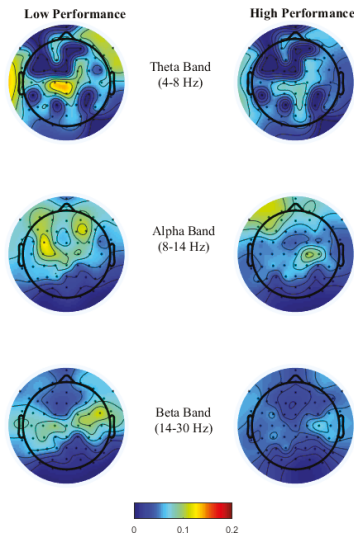 Low Performance
High Performance
Theta Band
(4-8 Hz)
Alpha Band
(8-14 Hz)
Beta Band
(14-30 Hz)
0
0.1
0.2